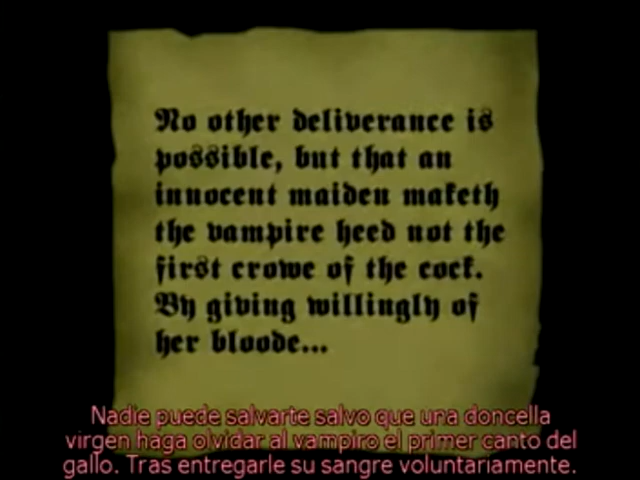 No other deliverance is
possible, but that an
innocent maiden maketh
the vampire heed not the
first crowe of the cock.
By giving willingly of
her bloode...
Nadie puede salvarte salvo que una doncella
virgen haga olvidar al vampiro el primer canto del
gallo. Tras entregarle su sangre voluntariamente.